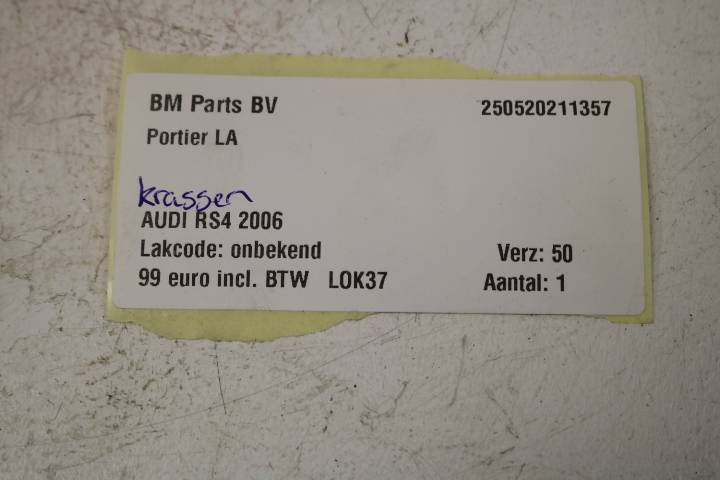 BM Parts BV 250520211357
Portier LA
krassen
AUDI RS4 2006
Lakcode: onbekend Verz: 50
99 euro incl. BTW LOK37 Aantal: 1